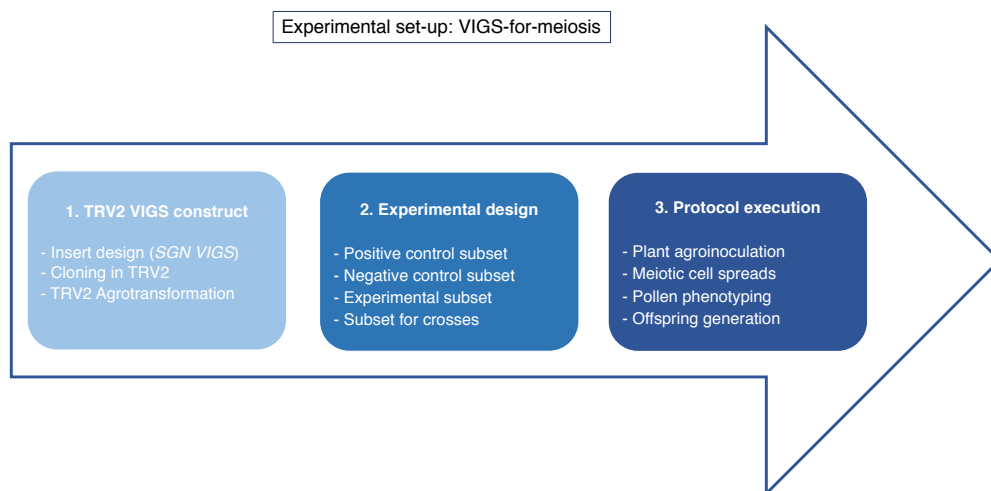 Experimental set-up: VIGS-for-meiosis
1. TRV2 VIGS construct
- Insert design (SGN VIGS)
- Cloning in TRV2
- TRV2 Agrotransformation
2. Experimental design
- Positive control subset
- Negative control subset
- Experimental subset
- Subset for crosses
3. Protocol execution
- Plant agroinoculation
- Meiotic cell spreads
- Pollen phenotyping
- Offspring generation